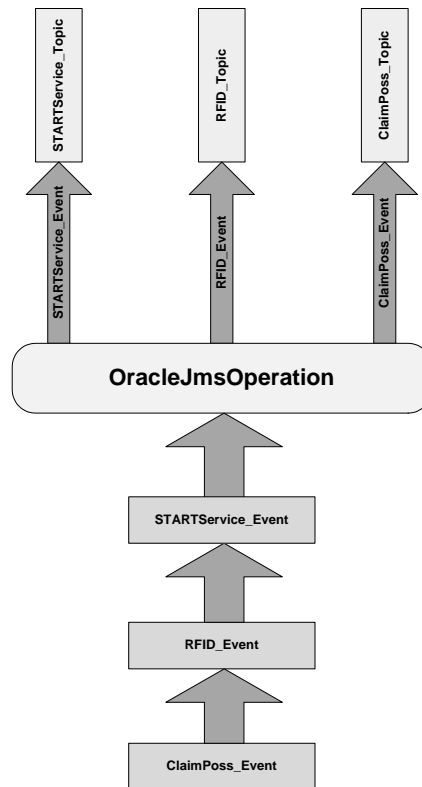 STARTService_Topic
RFID_Topic
ClaimPoss_Topic
STARTService_Event
RFID_Event
ClaimPoss_Event
OracleJmsOperation
STARTService_Event
RFID_Event
ClaimPoss_Event